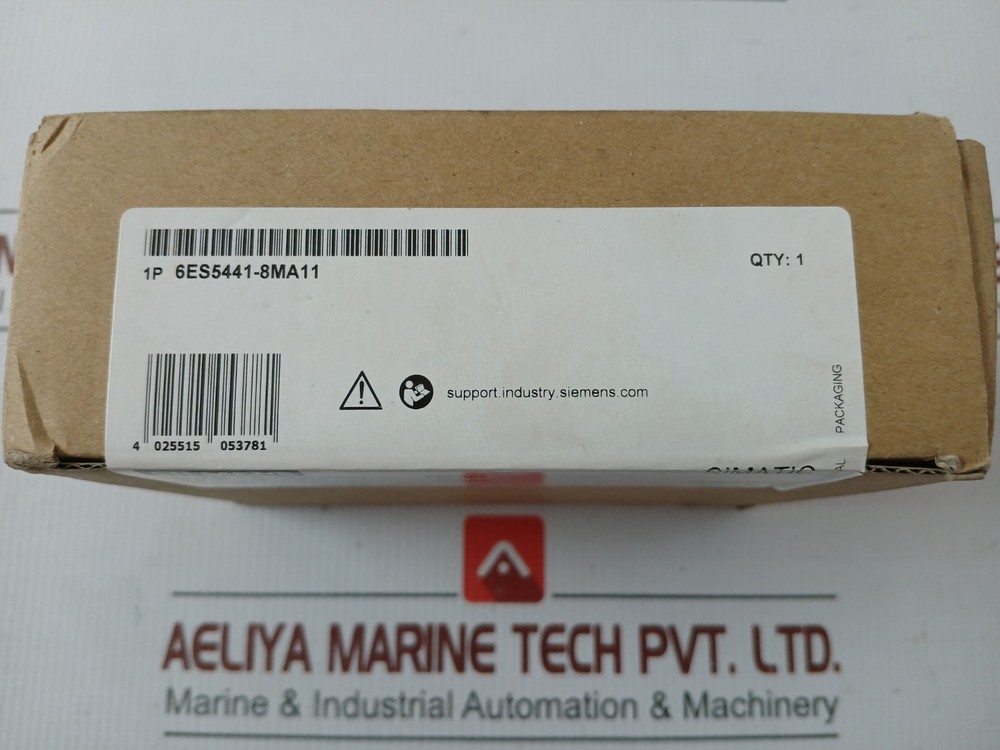 1P 6ES5441-8MA11
QTY: 1
4 025515 053781
support.industry.siemens.com
PACKAGING
SIMATIC
AELIYA MARINE TECH PVT. LTD.
Marine & Industrial Automation & Machinery